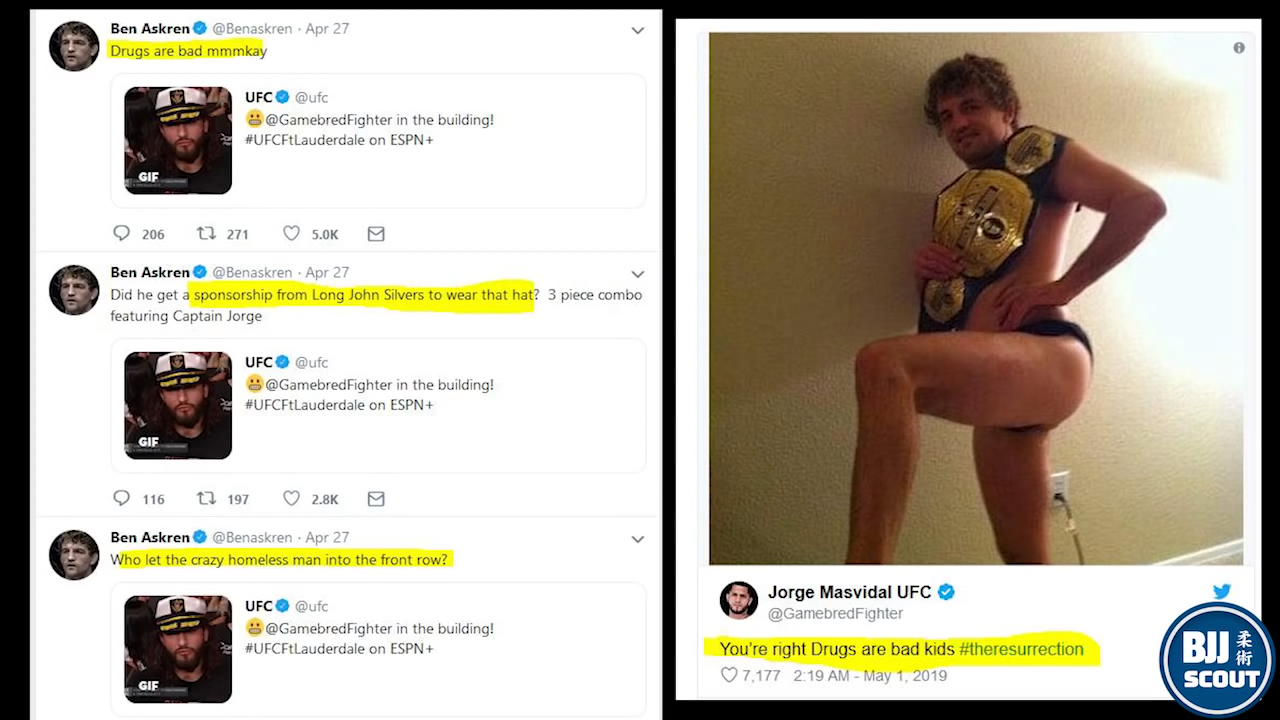 Ben Askren @Benaskren · Apr 27
Drugs are bad mmmkay
UFC @ufc
@GamebredFighter in the building!
#UFCFtLauderdale on ESPN+
GIF
206 271 5.0K
Ben Askren @Benaskren · Apr 27
Did he get a sponsorship from Long John Silvers to wear that hat? 3 piece combo
featuring Captain Jorge
UFC @ufc
@GamebredFighter in the building!
#UFCFtLauderdale on ESPN+
GIF
116 197 2.8K
Ben Askren @Benaskren · Apr 27
Who let the crazy homeless man into the front row?
UFC @ufc
@GamebredFighter in the building!
#UFCFtLauderdale on ESPN+
GIF
Jorge Masvidal UFC
@GamebredFighter
You're right Drugs are bad kids #theresurrection
7,177 2:19 AM - May 1, 2019
BJJ 柔術
SCOUT